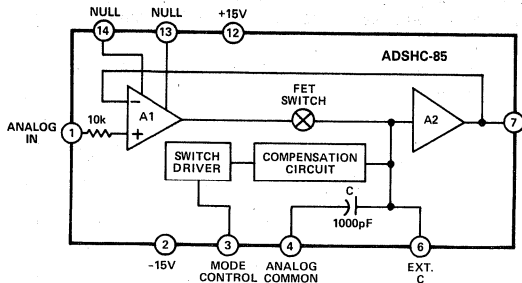 NULL NULL +15V
14 13 12
ADSHC-85
FET
SWITCH
ANALOG
IN
1
10k
− A1 +
A2
7
SWITCH
DRIVER
COMPENSATION
CIRCUIT
C
1000pF
2 3 4 6
−15V
MODE
CONTROL
ANALOG
COMMON
EXT.
C